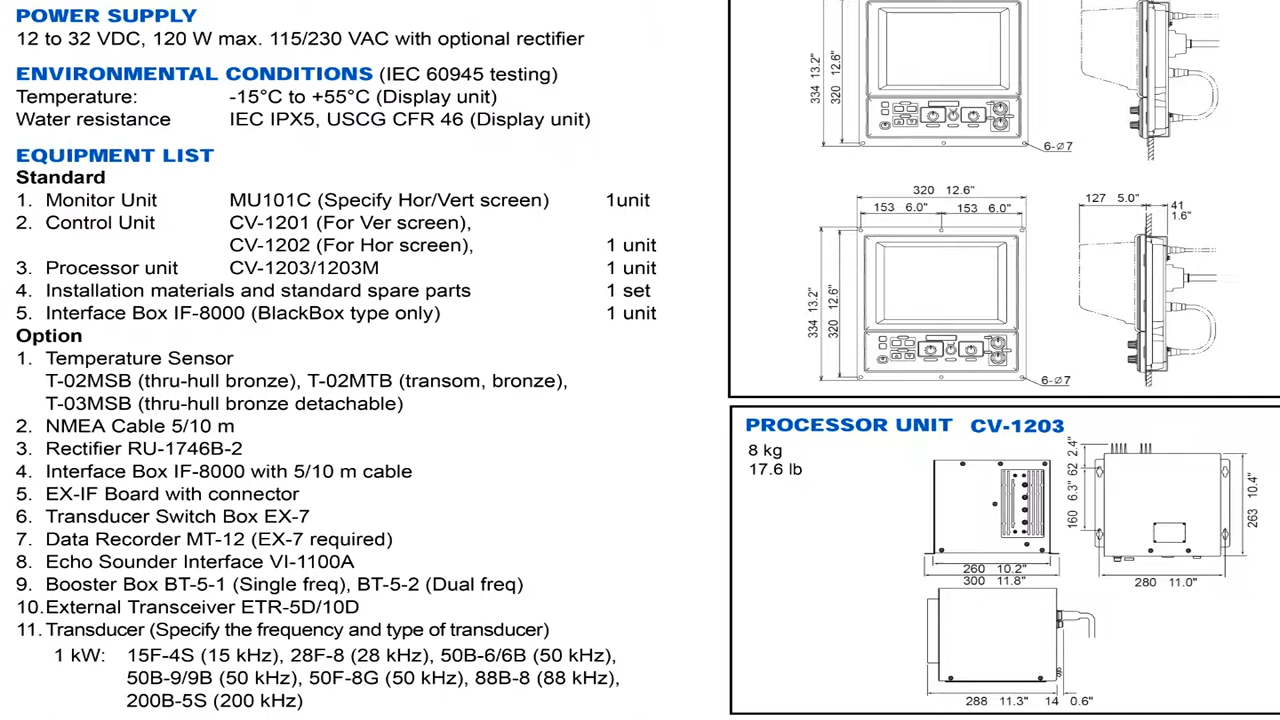 POWER SUPPLY
12 to 32 VDC, 120 W max. 115/230 VAC with optional rectifier
ENVIRONMENTAL CONDITIONS (IEC 60945 testing)
Temperature: -15°C to +55°C (Display unit)
Water resistance IEC IPX5, USCG CFR 46 (Display unit)
EQUIPMENT LIST
Standard
1. Monitor Unit MU101C (Specify Hor/Vert screen) 1unit
2. Control Unit CV-1201 (For Ver screen),
CV-1202 (For Hor screen), 1 unit
3. Processor unit CV-1203/1203M 1 unit
4. Installation materials and standard spare parts 1 set
5. Interface Box IF-8000 (BlackBox type only) 1 unit
Option
1. Temperature Sensor
T-02MSB (thru-hull bronze), T-02MTB (transom, bronze),
T-03MSB (thru-hull bronze detachable)
2. NMEA Cable 5/10 m
3. Rectifier RU-1746B-2
4. Interface Box IF-8000 with 5/10 m cable
5. EX-IF Board with connector
6. Transducer Switch Box EX-7
7. Data Recorder MT-12 (EX-7 required)
8. Echo Sounder Interface VI-1100A
9. Booster Box BT-5-1 (Single freq), BT-5-2 (Dual freq)
10. External Transceiver ETR-5D/10D
11. Transducer (Specify the frequency and type of transducer)
1 kW: 15F-4S (15 kHz), 28F-8 (28 kHz), 50B-6/6B (50 kHz),
50B-9/9B (50 kHz), 50F-8G (50 kHz), 88B-8 (88 kHz),
200B-5S (200 kHz)
334 13.2"
320 12.6"
6-Ø7
320 12.6"
153 6.0" 153 6.0"
127 5.0" 41
1.6"
334 13.2"
320 12.6"
6-Ø7
PROCESSOR UNIT CV-1203
8 kg
17.6 lb
62 2.4"
160 6.3"
263 10.4"
260 10.2"
300 11.8"
280 11.0"
288 11.3" 14 0.6"